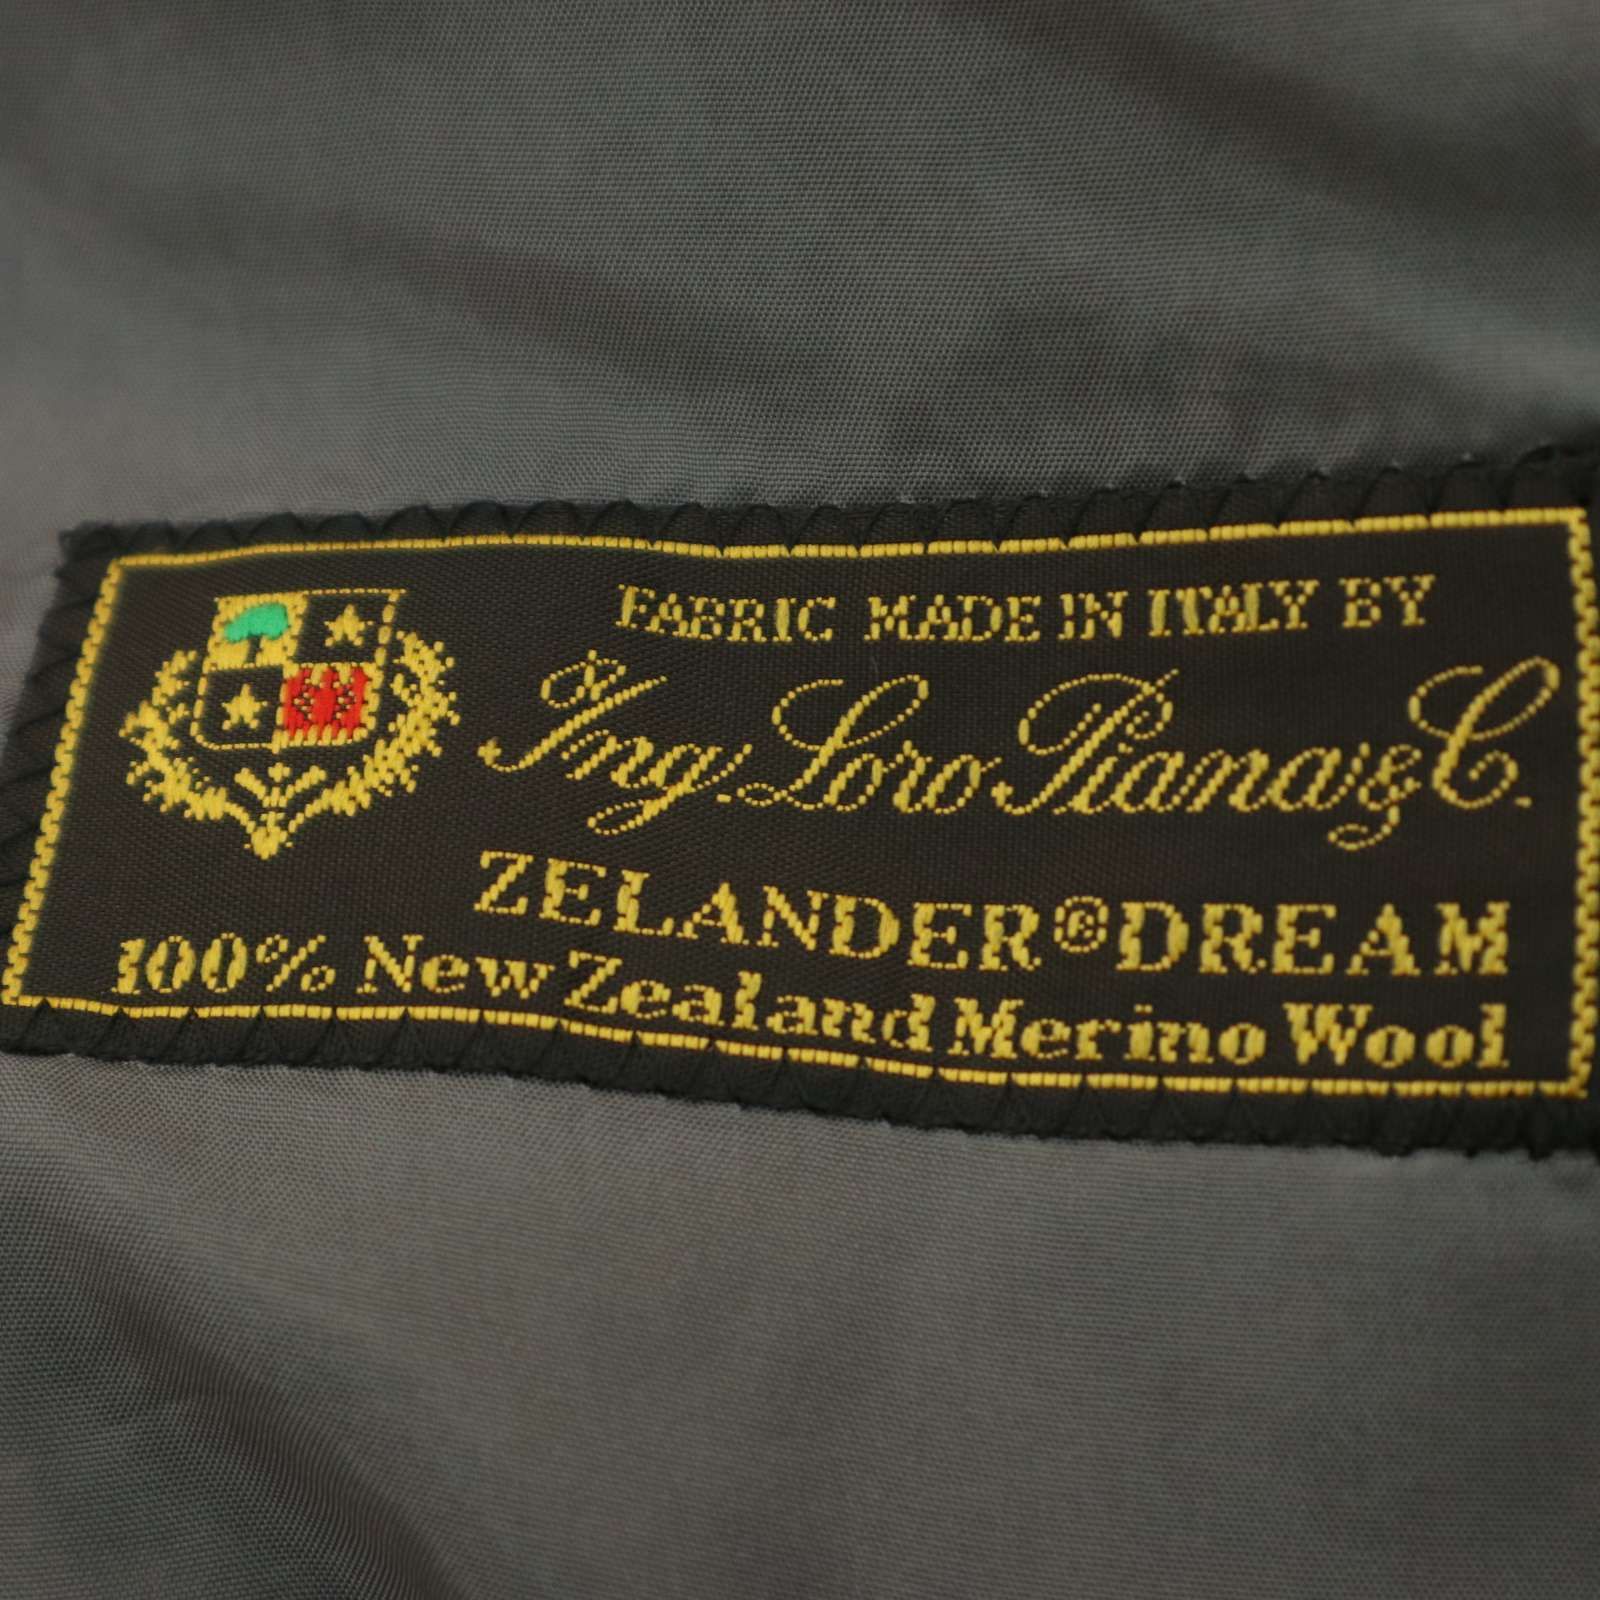 FABRIC MADE IN ITALY BY
Ing. Loro Piana & C.
ZELANDER®DREAM
100% New Zealand Merino Wool